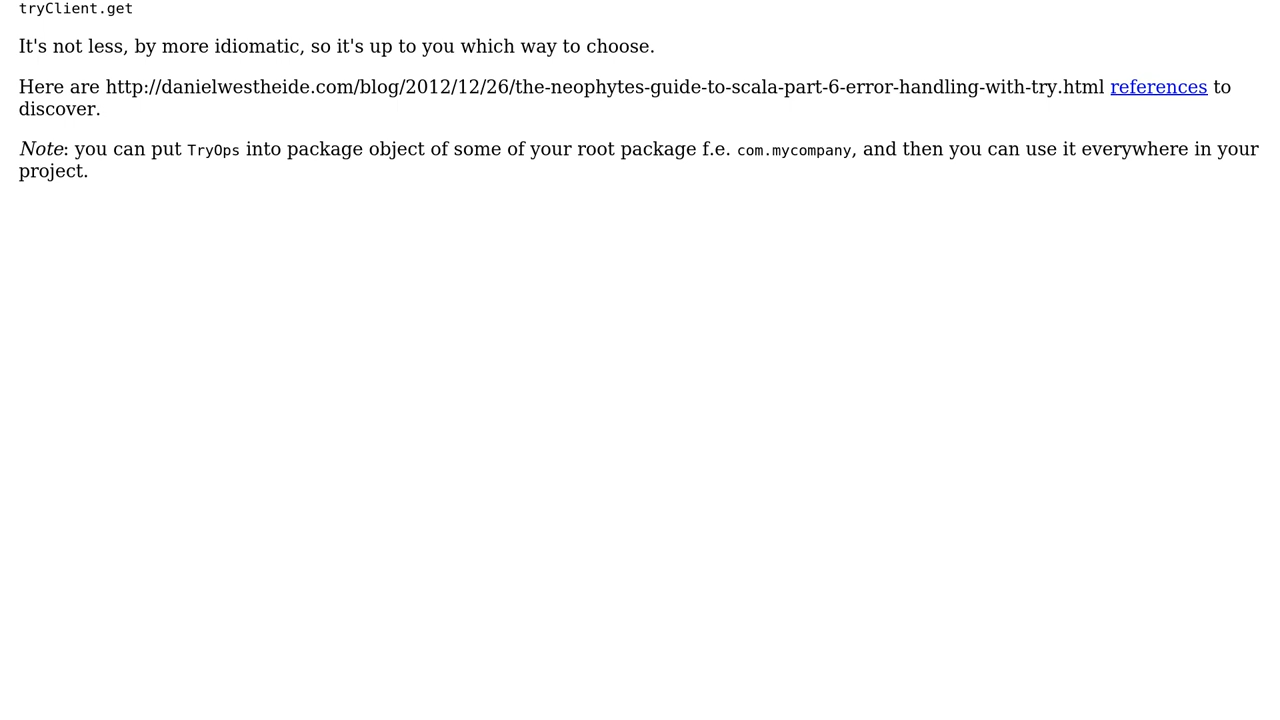 tryClient.get
It's not less, by more idiomatic, so it's up to you which way to choose.
Here are http://danielwestheide.com/blog/2012/12/26/the-neophytes-guide-to-scala-part-6-error-handling-with-try.html references to
discover.
Note: you can put TryOps into package object of some of your root package f.e. com.mycompany, and then you can use it everywhere in your
project.